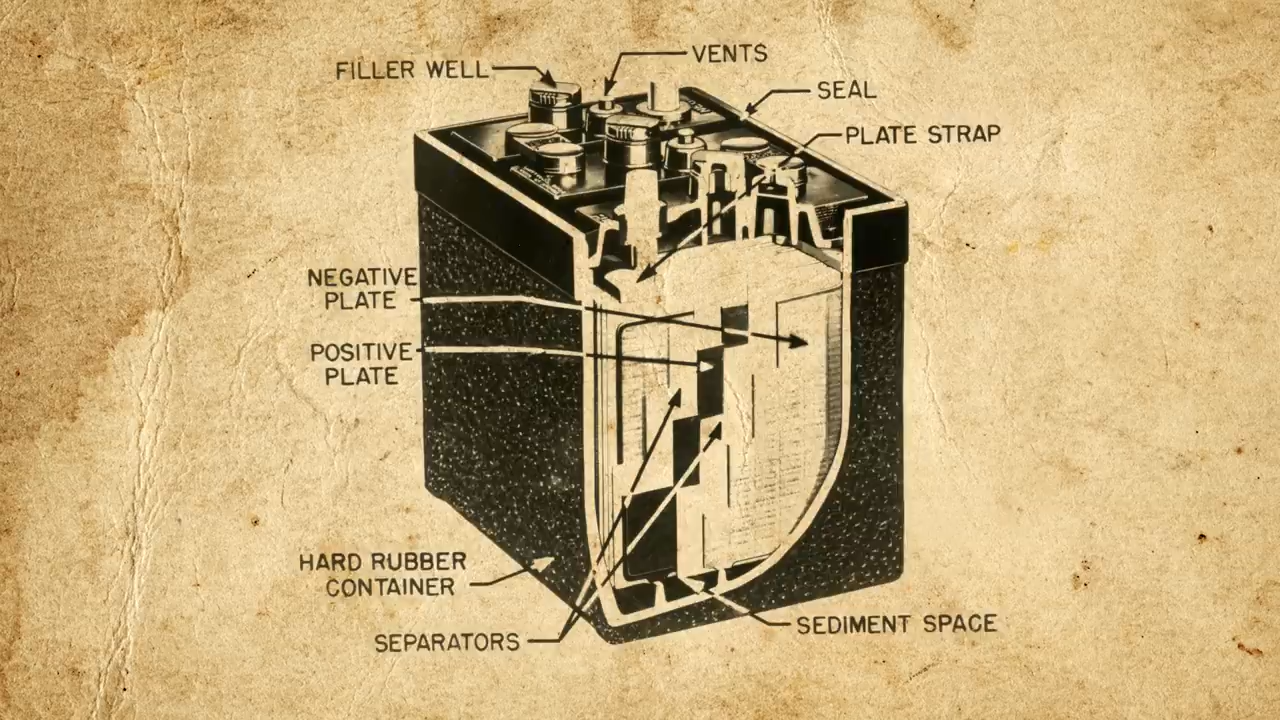 FILLER WELL
VENTS
SEAL
PLATE STRAP
NEGATIVE
PLATE
POSITIVE
PLATE
HARD RUBBER
CONTAINER
SEPARATORS
SEDIMENT SPACE